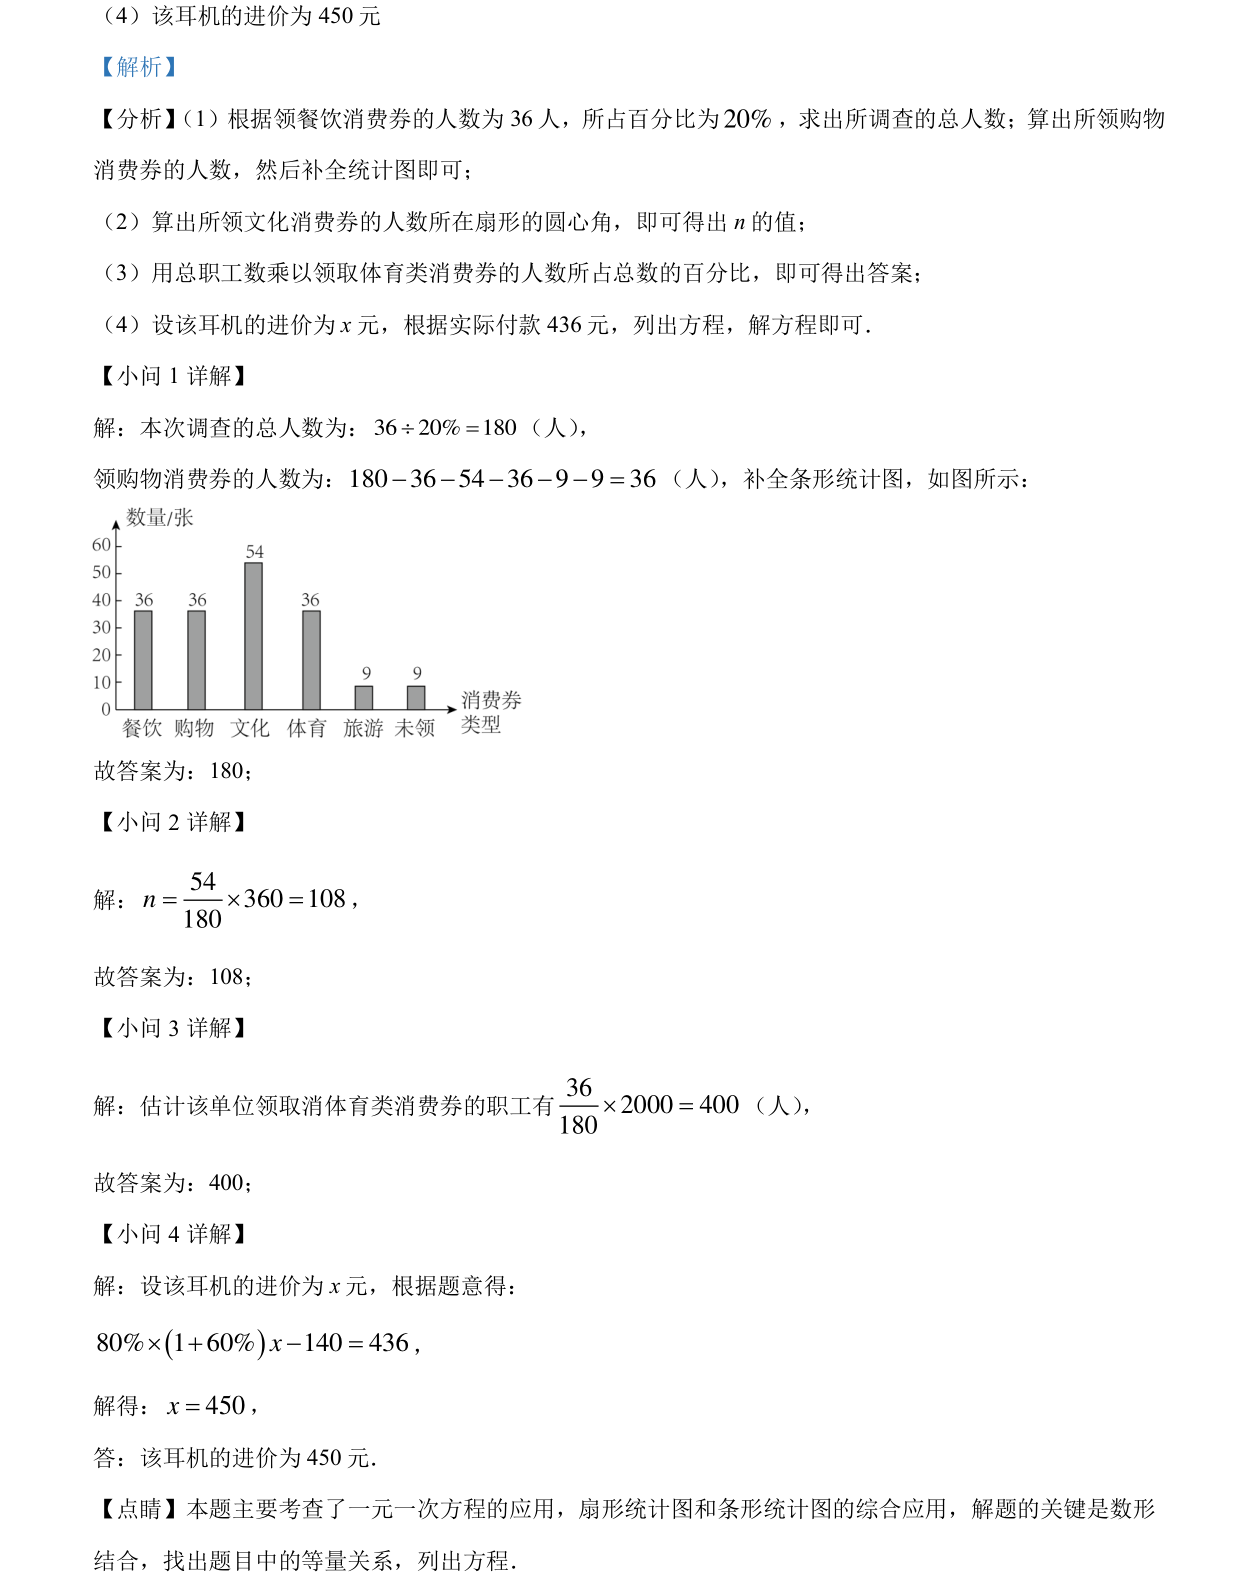 （4）该耳机的进价为 450 元
【解析】
【分析】（1）根据领餐饮消费券的人数为 36 人，所占百分比为 20%，求出所调查的总人数；算出所领购物
消费券的人数，然后补全统计图即可；
（2）算出所领文化消费券的人数所在扇形的圆心角，即可得出 n 的值；
（3）用总职工数乘以领取体育类消费券的人数所占总数的百分比，即可得出答案；
（4）设该耳机的进价为 x 元，根据实际付款 436 元，列出方程，解方程即可．
【小问 1 详解】
解：本次调查的总人数为：36÷20%=180（人），
领购物消费券的人数为：180−36−54−36−9−9=36（人），补全条形统计图，如图所示：
数量/张
60
50
40
30
20
10
0
36 36 54 36 9 9
餐饮 购物 文化 体育 旅游 未领
消费券
类型
故答案为：180；
【小问 2 详解】
解：n = 54/180 ×360=108，
故答案为：108；
【小问 3 详解】
解：估计该单位领取消体育类消费券的职工有 36/180 ×2000 = 400（人），
故答案为：400；
【小问 4 详解】
解：设该耳机的进价为 x 元，根据题意得：
80%×(1+60%)x−140 = 436，
解得：x = 450，
答：该耳机的进价为 450 元．
【点睛】本题主要考查了一元一次方程的应用，扇形统计图和条形统计图的综合应用，解题的关键是数形
结合，找出题目中的等量关系，列出方程．